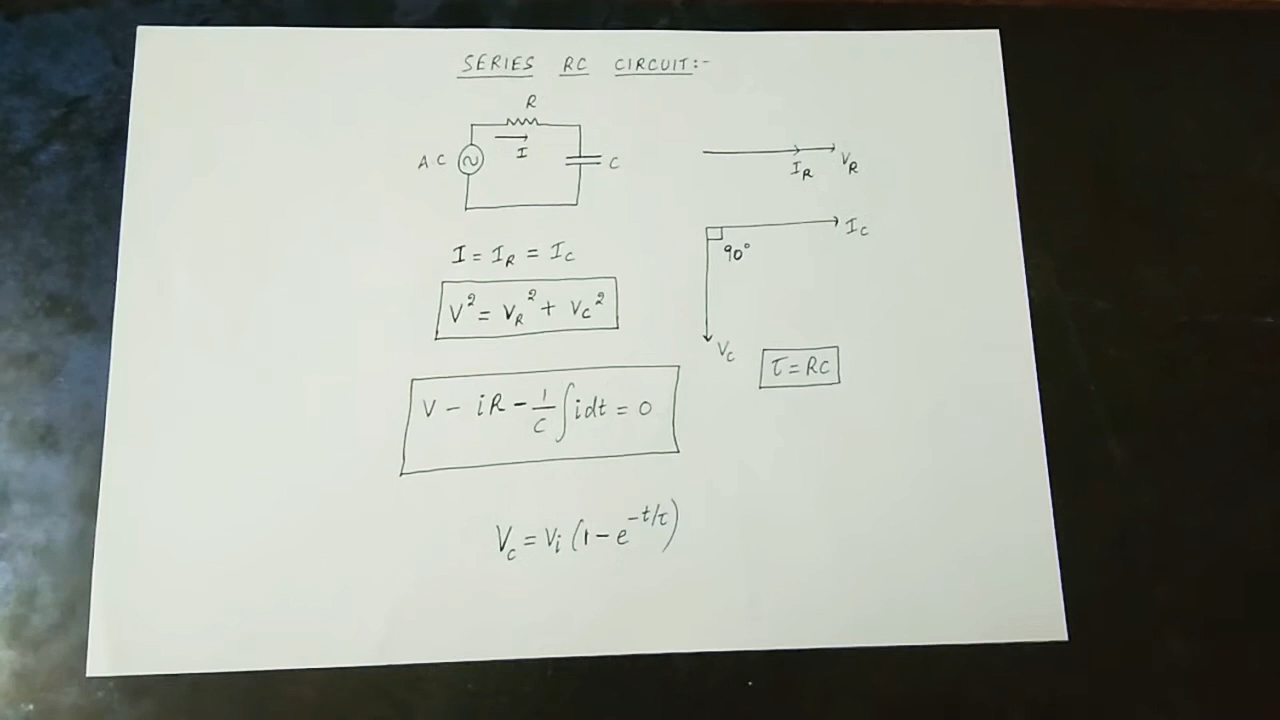 SERIES RC CIRCUIT:-
R
I
AC
C
I_R V_R
I_C
90°
V_C
I = I_R = I_C
V² = V_R² + V_C²
τ = RC
V - iR - 1/C ∫ i dt = 0
V_c = V_i (1 - e^{-t/τ})